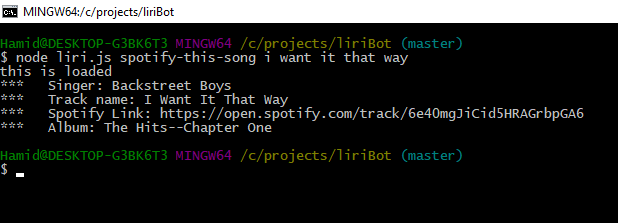 MINGW64:/c/projects/liriBot
Hamid@DESKTOP-G3BK6T3 MINGW64 /c/projects/liriBot (master)
$ node liri.js spotify-this-song i want it that way
this is loaded
***   Singer: Backstreet Boys
***   Track name: I Want It That Way
***   Spotify Link: https://open.spotify.com/track/6e40mgJiCid5HRAGrbpGA6
***   Album: The Hits--Chapter One
Hamid@DESKTOP-G3BK6T3 MINGW64 /c/projects/liriBot (master)
$